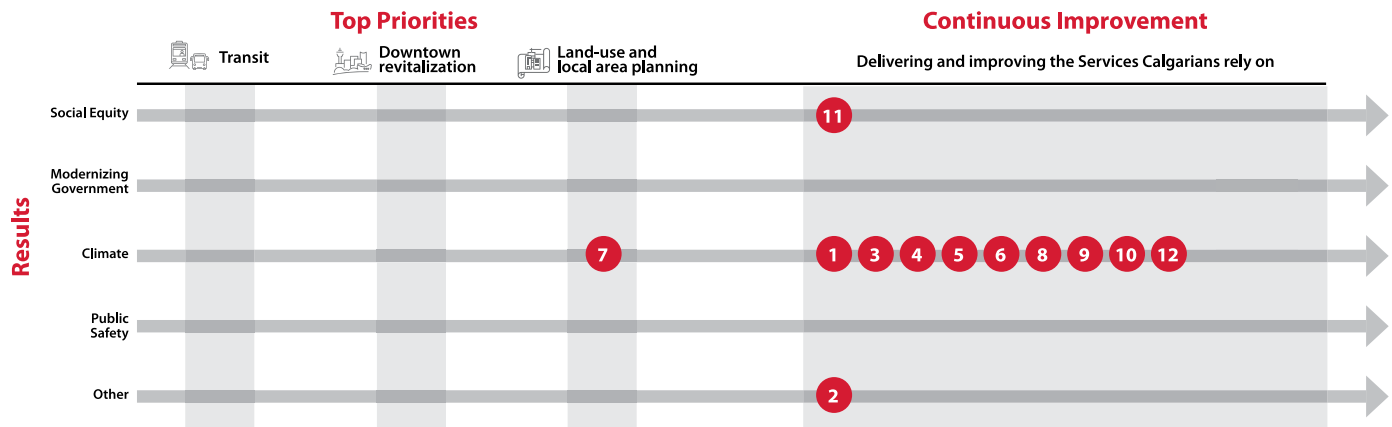 Top Priorities
Continuous Improvement
Transit
Downtown
revitalization
Land-use and
local area planning
Delivering and improving the Services Calgarians rely on
Results
Social Equity
11
Modernizing
Government
Climate
7
1 3 4 5 6 8 9 10 12
Public
Safety
Other
2